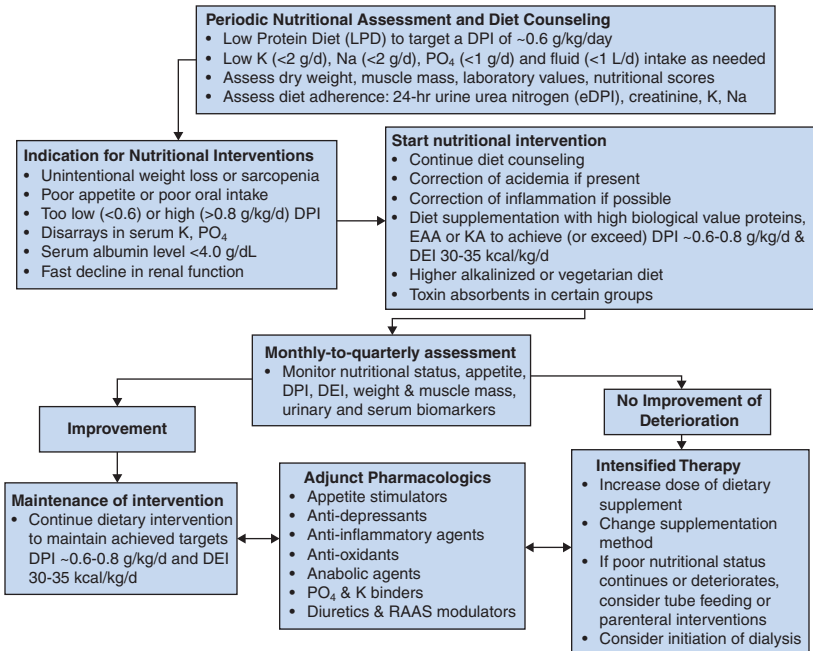 Periodic Nutritional Assessment and Diet Counseling
• Low Protein Diet (LPD) to target a DPI of ~0.6 g/kg/day
• Low K (<2 g/d), Na (<2 g/d), PO₄ (<1 g/d) and fluid (<1 L/d) intake as needed
• Assess dry weight, muscle mass, laboratory values, nutritional scores
• Assess diet adherence: 24-hr urine urea nitrogen (eDPI), creatinine, K, Na
Indication for Nutritional Interventions
• Unintentional weight loss or sarcopenia
• Poor appetite or poor oral intake
• Too low (<0.6) or high (>0.8 g/kg/d) DPI
• Disarrays in serum K, PO₄
• Serum albumin level <4.0 g/dL
• Fast decline in renal function
Start nutritional intervention
• Continue diet counseling
• Correction of acidemia if present
• Correction of inflammation if possible
• Diet supplementation with high biological value proteins,
EAA or KA to achieve (or exceed) DPI ~0.6-0.8 g/kg/d &
DEI 30-35 kcal/kg/d
• Higher alkalinized or vegetarian diet
• Toxin absorbents in certain groups
Monthly-to-quarterly assessment
• Monitor nutritional status, appetite,
DPI, DEI, weight & muscle mass,
urinary and serum biomarkers
Improvement
No Improvement of
Deterioration
Maintenance of intervention
• Continue dietary intervention
to maintain achieved targets
DPI ~0.6-0.8 g/kg/d and DEI
30-35 kcal/kg/d
Adjunct Pharmacologics
• Appetite stimulators
• Anti-depressants
• Anti-inflammatory agents
• Anti-oxidants
• Anabolic agents
• PO₄ & K binders
• Diuretics & RAAS modulators
Intensified Therapy
• Increase dose of dietary
supplement
• Change supplementation
method
• If poor nutritional status
continues or deteriorates,
consider tube feeding or
parenteral interventions
• Consider initiation of dialysis